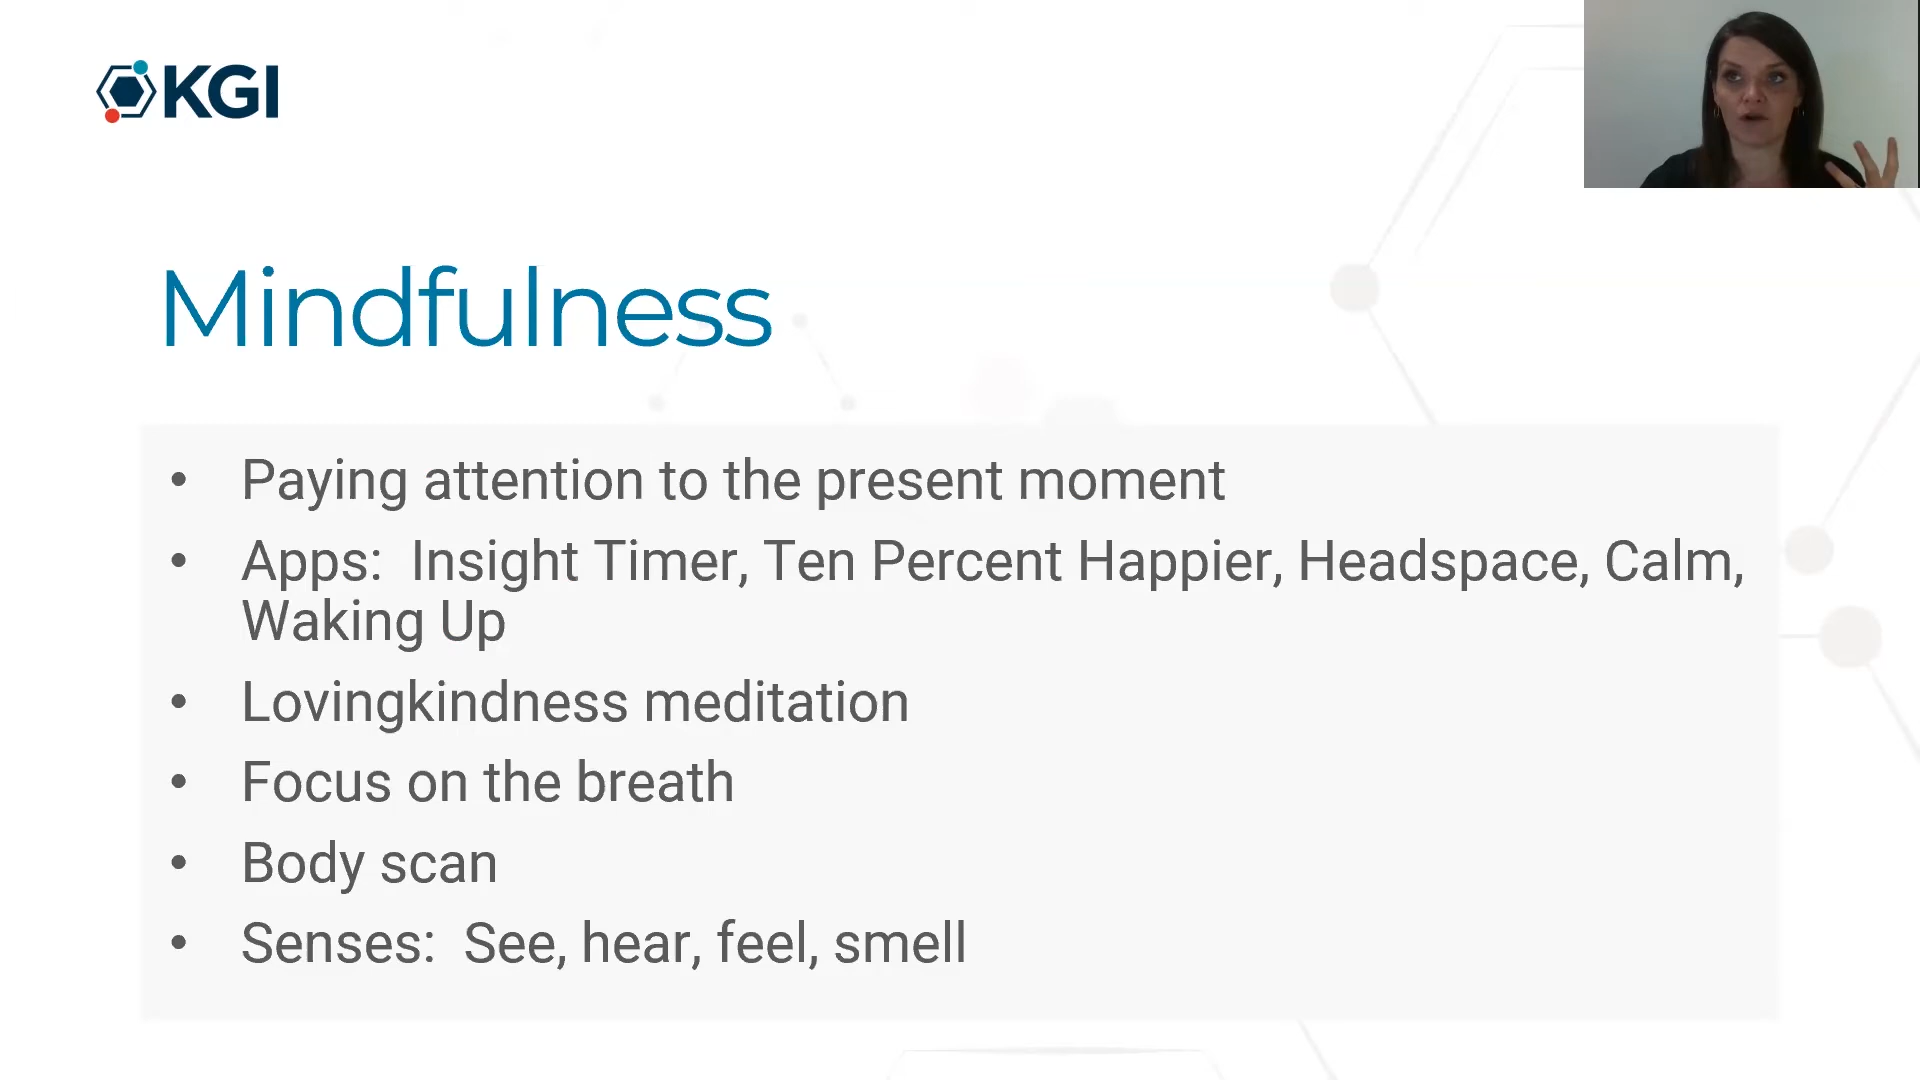 KGI
Mindfulness
• Paying attention to the present moment
• Apps:  Insight Timer, Ten Percent Happier, Headspace, Calm,
Waking Up
• Lovingkindness meditation
• Focus on the breath
• Body scan
• Senses:  See, hear, feel, smell